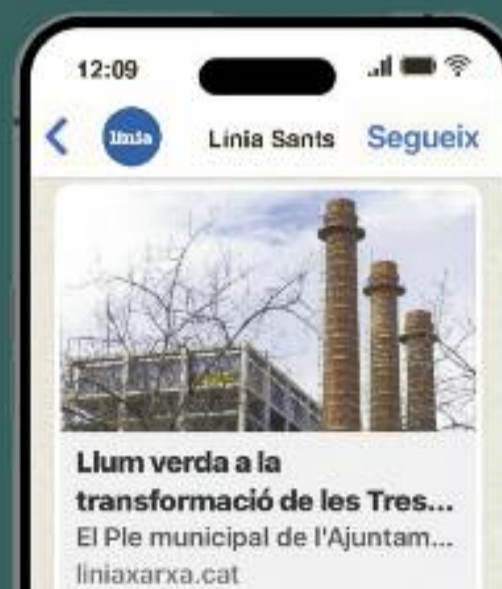 12:09
línia
Línia Sants
Segueix
Llum verda a la
transformació de les Tres...
El Ple municipal de l'Ajuntam...
liniaxarxa.cat